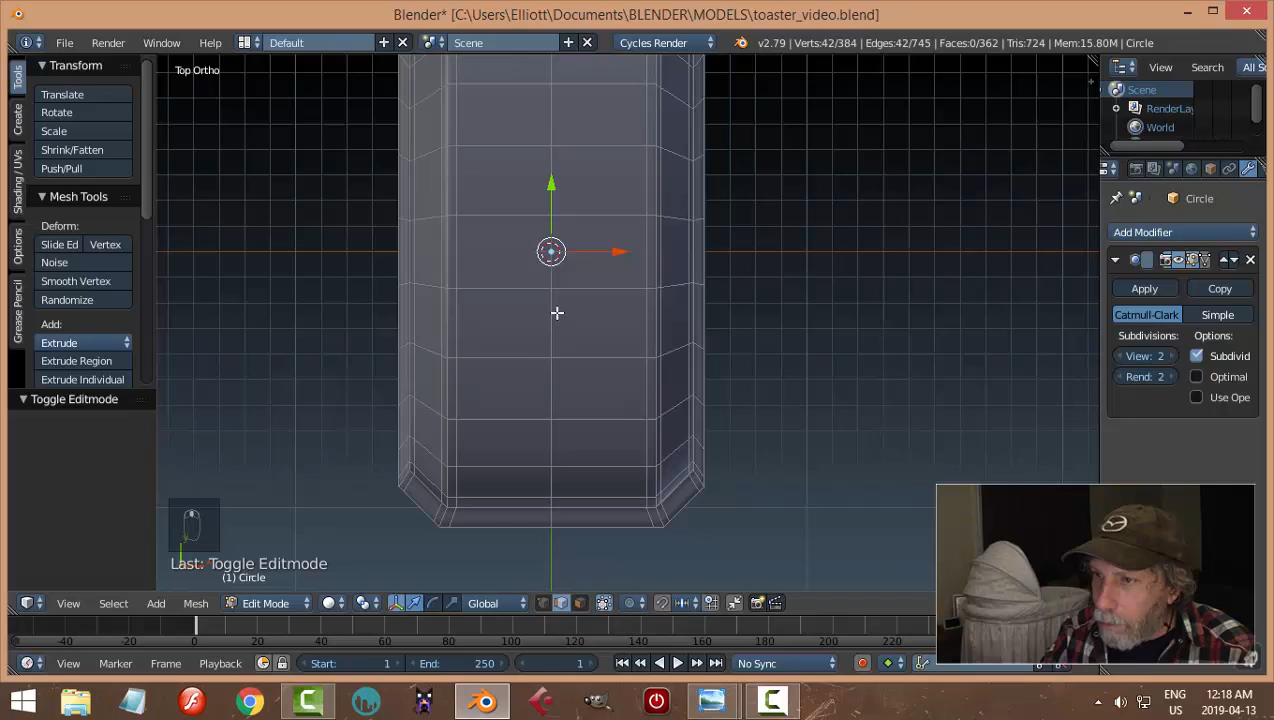 Blender* [C:\Users\Elliott\Documents\BLENDER\MODELS\toaster_video.blend]
File Render Window Help Default Scene Cycles Render v2.79 | Verts:42/384 | Edges:42/745 | Faces:0/362 | Tris:724 | Mem:15.80M | Circle
Tools
Create
Shading / UVs
Options
Grease Pencil
Transform
Translate
Rotate
Scale
Shrink/Fatten
Push/Pull
Mesh Tools
Deform:
Slide Ed Vertex
Noise
Smooth Vertex
Randomize
Add:
Extrude
Extrude Region
Extrude Individual
Toggle Editmode
Top Ortho
Last: Toggle Editmode
(1) Circle
View Search All S
Scene
RenderLay
World
Circle
Add Modifier
Apply Copy
Catmull-Clark Simple
Subdivisions: Options:
View: 2 Subdivid
Rend: 2 Optimal
Use Ope
View Select Add Mesh Edit Mode Global
-40 -20 0 20 40 60 80 100 120 140 160 180 200 220
View Marker Frame Playback Start: 1 End: 250 1 No Sync
ENG
US
12:18 AM
2019-04-13